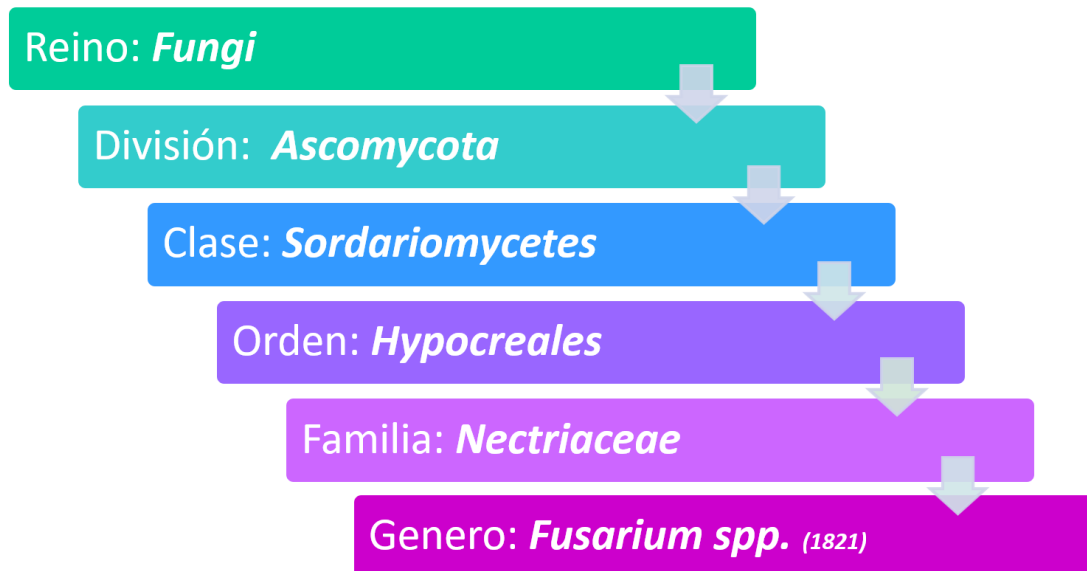 Reino: Fungi
División: Ascomycota
Clase: Sordariomycetes
Orden: Hypocreales
Familia: Nectriaceae
Genero: Fusarium spp. (1821)